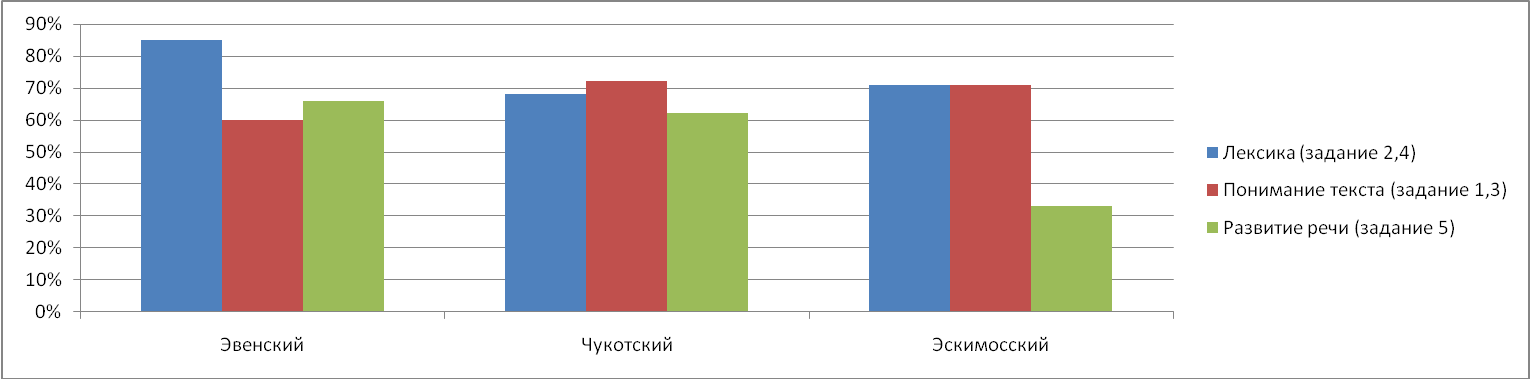 90%
80%
70%
60%
50%
40%
30%
20%
10%
0%
Эвенский
Чукотский
Эскимосский
Лексика (задание 2,4)
Понимание текста (задание 1,3)
Развитие речи (задание 5)